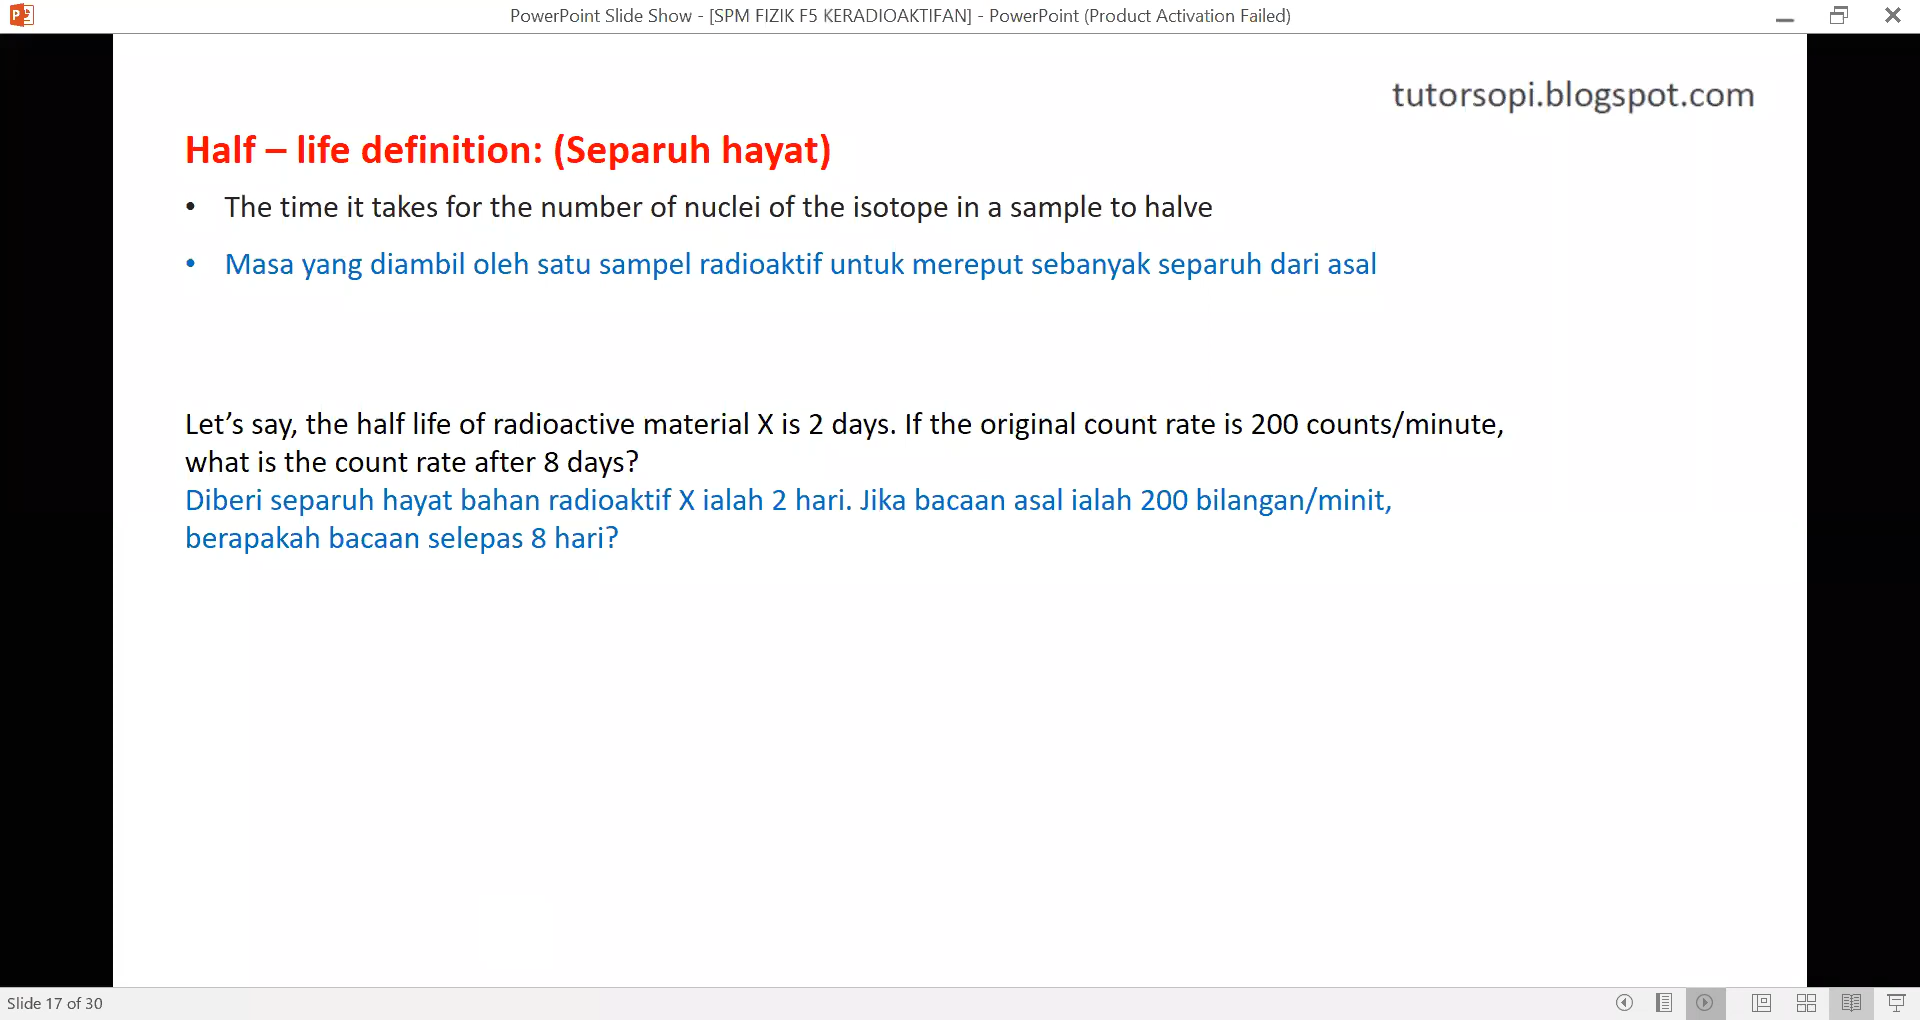 PowerPoint Slide Show - [SPM FIZIK F5 KERADIOAKTIFAN] - PowerPoint (Product Activation Failed)
tutorsopi.blogspot.com
Half – life definition: (Separuh hayat)
• The time it takes for the number of nuclei of the isotope in a sample to halve
• Masa yang diambil oleh satu sampel radioaktif untuk mereput sebanyak separuh dari asal
Let’s say, the half life of radioactive material X is 2 days. If the original count rate is 200 counts/minute,
what is the count rate after 8 days?
Diberi separuh hayat bahan radioaktif X ialah 2 hari. Jika bacaan asal ialah 200 bilangan/minit,
berapakah bacaan selepas 8 hari?
Slide 17 of 30